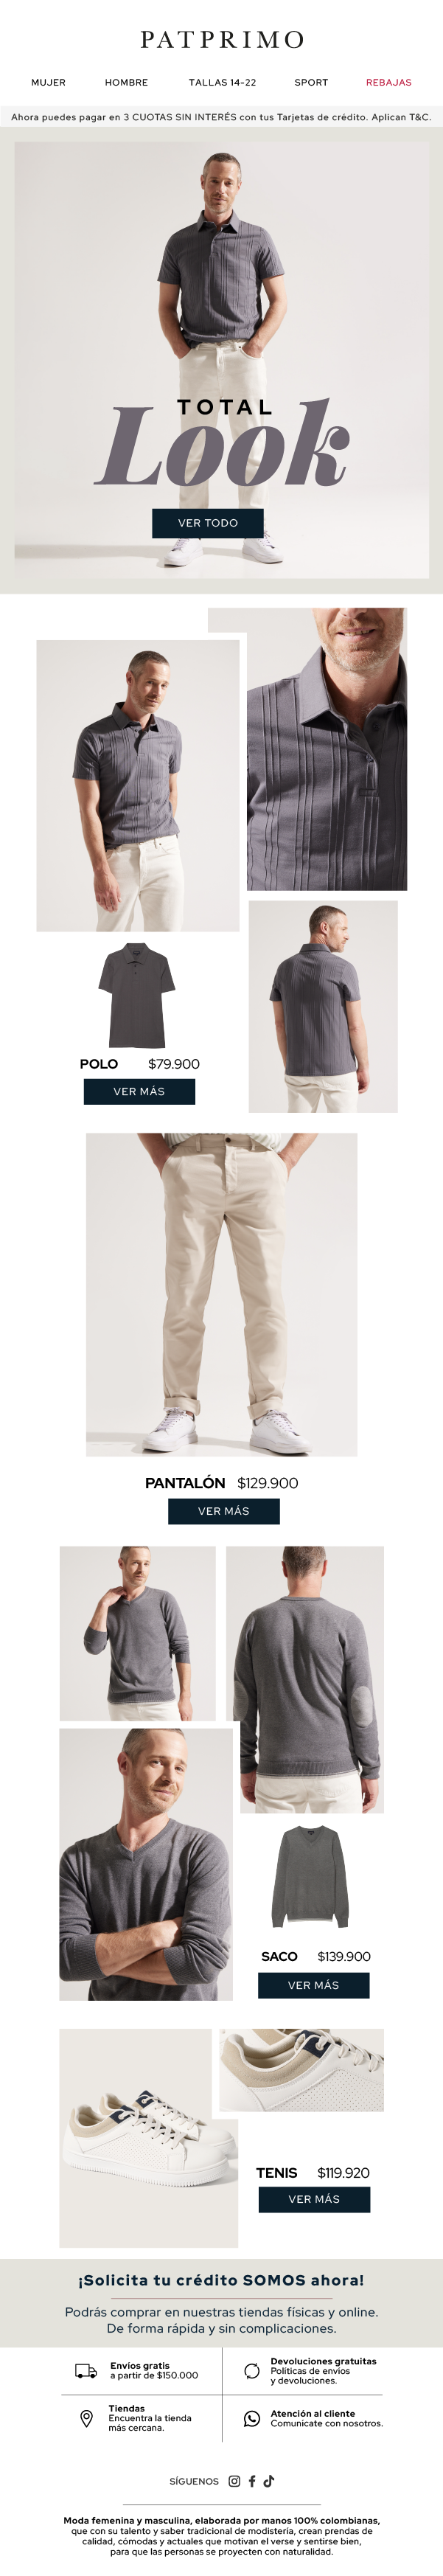 PATPRIMO
MUJER HOMBRE TALLAS 14-22 SPORT REBAJAS
Ahora puedes pagar en 3 CUOTAS SIN INTERÉS con tus Tarjetas de crédito. Aplican T&C.
TOTAL
Look
VER TODO
POLO $79.900
VER MÁS
PANTALÓN $129.900
VER MÁS
SACO $139.900
VER MÁS
TENIS $119.920
VER MÁS
¡Solicita tu crédito SOMOS ahora!
Podrás comprar en nuestras tiendas físicas y online.
De forma rápida y sin complicaciones.
Envíos gratis
a partir de $150.000
Devoluciones gratuitas
Políticas de envíos
y devoluciones.
Tiendas
Encuentra la tienda
más cercana.
Atención al cliente
Comunicate con nosotros.
SÍGUENOS
Moda femenina y masculina, elaborada por manos 100% colombianas,
que con su talento y saber tradicional de modistería, crean prendas de
calidad, cómodas y actuales que motivan el verse y sentirse bien,
para que las personas se proyecten con naturalidad.